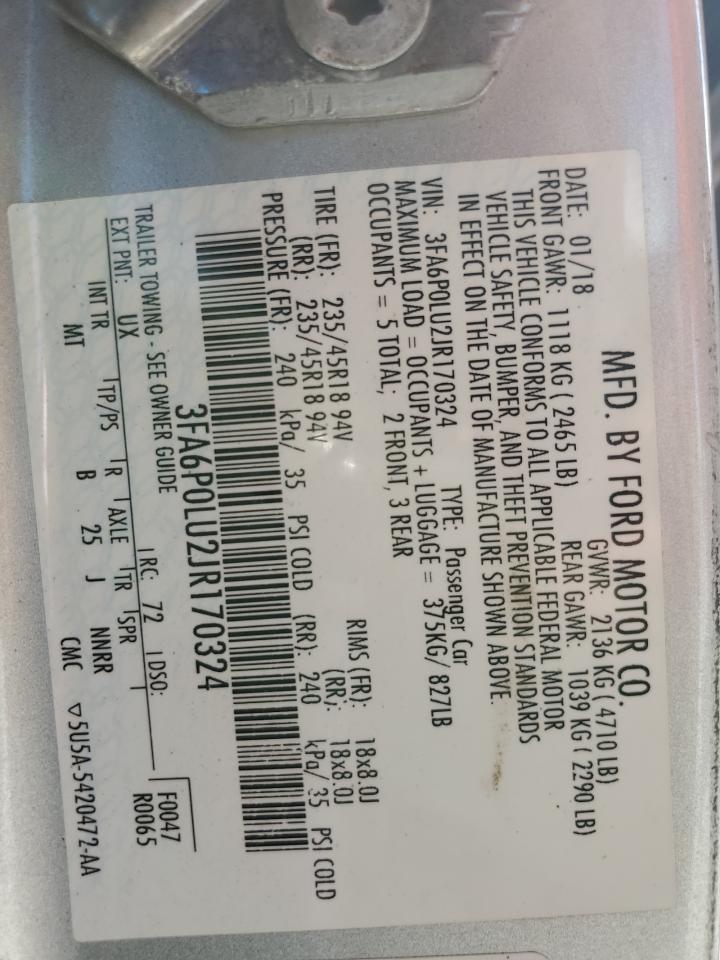 MFD. BY FORD MOTOR CO.
DATE: 01/18 GVWR: 2136 KG ( 4710 LB)
FRONT GAWR: 1118 KG ( 2465 LB) REAR GAWR: 1039 KG ( 2290 LB)
THIS VEHICLE CONFORMS TO ALL APPLICABLE FEDERAL MOTOR
VEHICLE SAFETY, BUMPER, AND THEFT PREVENTION STANDARDS
IN EFFECT ON THE DATE OF MANUFACTURE SHOWN ABOVE.
VIN: 3FA6P0LU2JR170324 TYPE: Passenger Car
MAXIMUM LOAD = OCCUPANTS + LUGGAGE = 375KG/ 827LB
OCCUPANTS = 5 TOTAL; 2 FRONT, 3 REAR
TIRE (FR): 235/45R18 94V RIMS (FR): 18x8.0J
(RR): 235/45R18 94V (RR): 18x8.0J
PRESSURE (FR): 240 kPa/ 35 PSI COLD (RR): 240 kPa/ 35 PSI COLD
3FA6P0LU2JR170324
TRAILER TOWING - SEE OWNER GUIDE F0047
EXT PNT: UX RC: 72 DSO: R0065
INT TR TP/PS R AXLE TR SPR
MT B 25 J NNRR
CMC ▽5U5A-5420472-AA